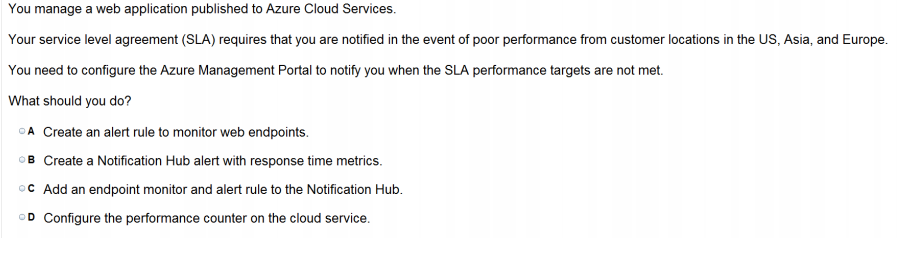 You manage a web application published to Azure Cloud Services.
Your service level agreement (SLA) requires that you are notified in the event of poor performance from customer locations in the US, Asia, and Europe.
You need to configure the Azure Management Portal to notify you when the SLA performance targets are not met.
What should you do?
A Create an alert rule to monitor web endpoints.
B Create a Notification Hub alert with response time metrics.
C Add an endpoint monitor and alert rule to the Notification Hub.
D Configure the performance counter on the cloud service.